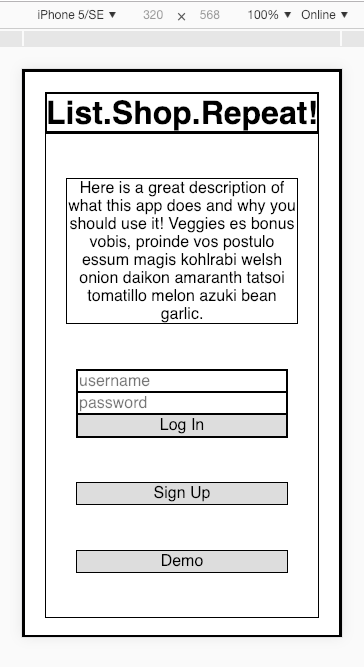 iPhone 5/SE ▼ 320 × 568 100% ▼ Online ▼
List.Shop.Repeat!
Here is a great description of
what this app does and why you
should use it! Veggies es bonus
vobis, proinde vos postulo
essum magis kohlrabi welsh
onion daikon amaranth tatsoi
tomatillo melon azuki bean
garlic.
username
password
Log In
Sign Up
Demo